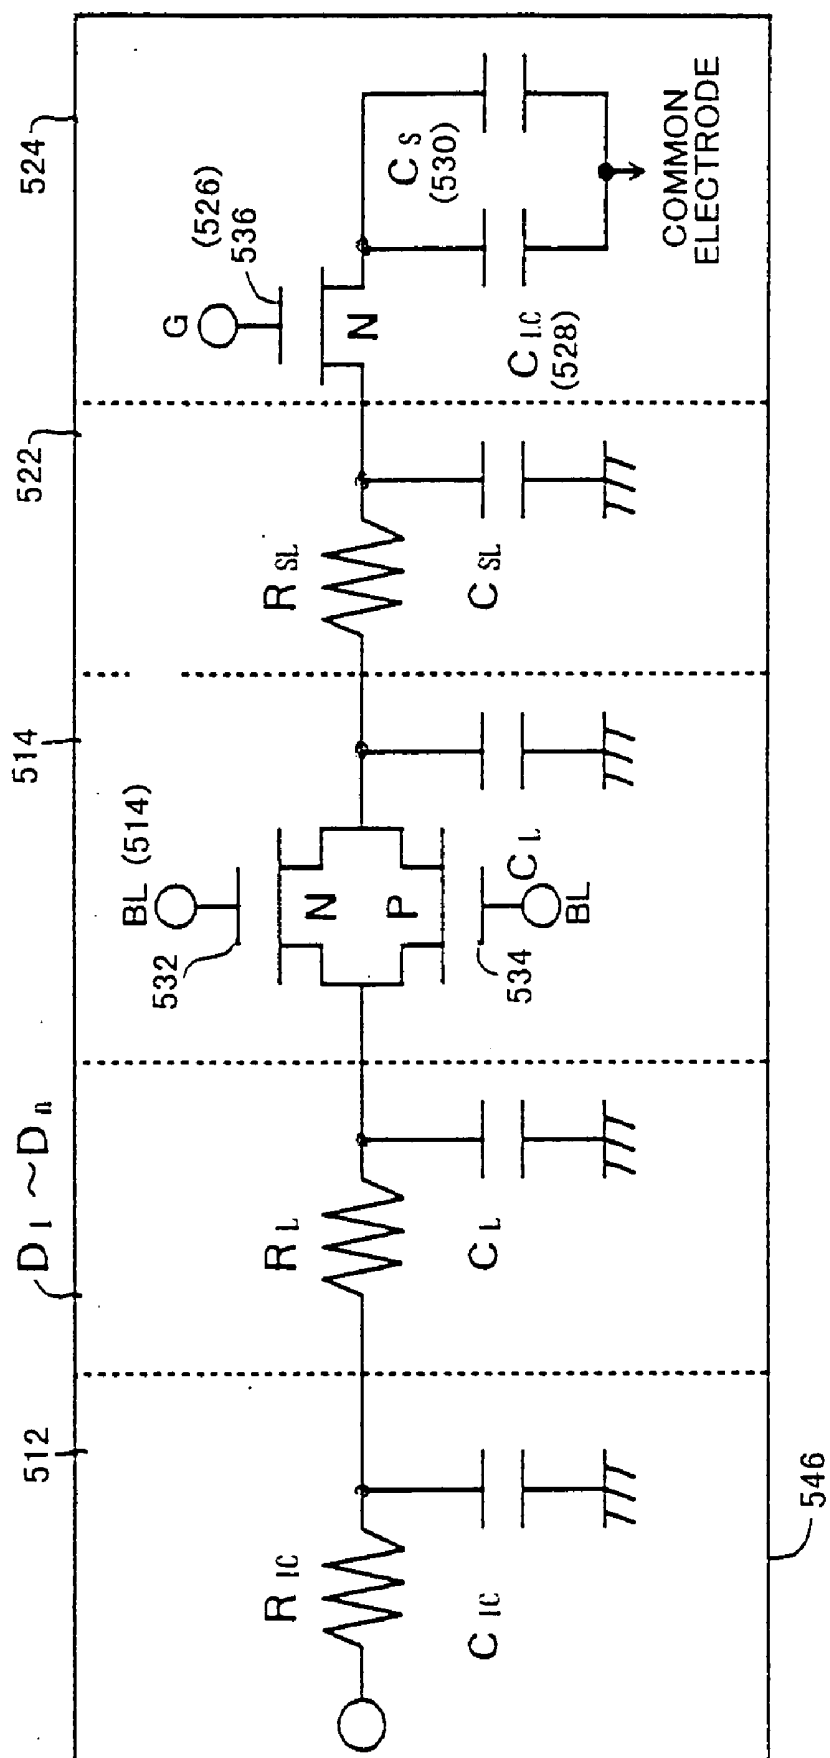 512
D1 ~Dn
514
522
524
BL (514)
532
G
(526)
536
RIC
RL
N
P
RSL
N
CIC
CL
534
BL
CL
CSL
CLC
(528)
CS
(530)
COMMON
ELECTRODE
546